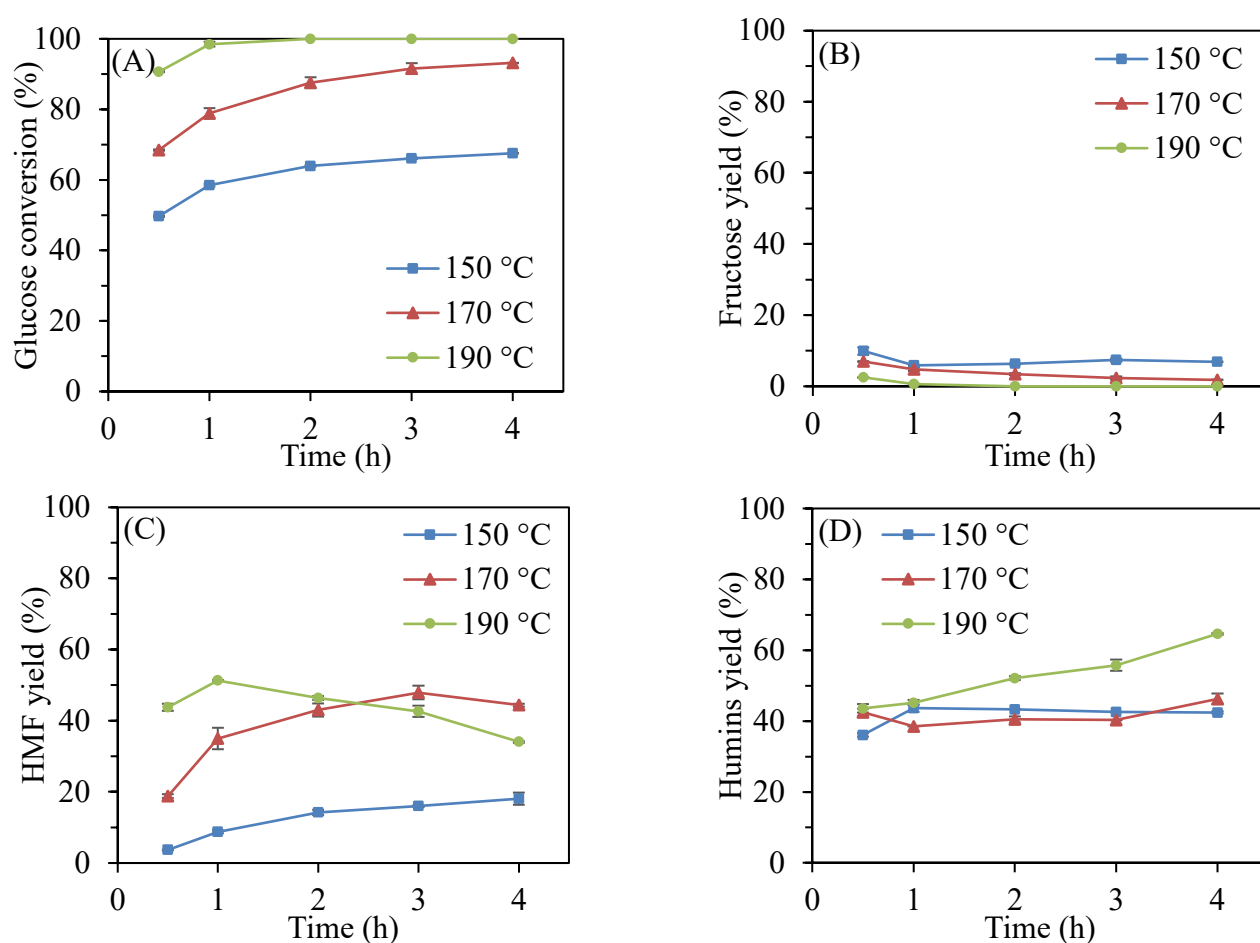 (A)
Glucose conversion (%)
100
80
60
40
20
0
150 °C
170 °C
190 °C
0 1 2 3 4
Time (h)
(B)
Fructose yield (%)
100
80
60
40
20
0
150 °C
170 °C
190 °C
0 1 2 3 4
Time (h)
(C)
HMF yield (%)
100
80
60
40
20
0
150 °C
170 °C
190 °C
0 1 2 3 4
Time (h)
(D)
Humins yield (%)
100
80
60
40
20
0
150 °C
170 °C
190 °C
0 1 2 3 4
Time (h)